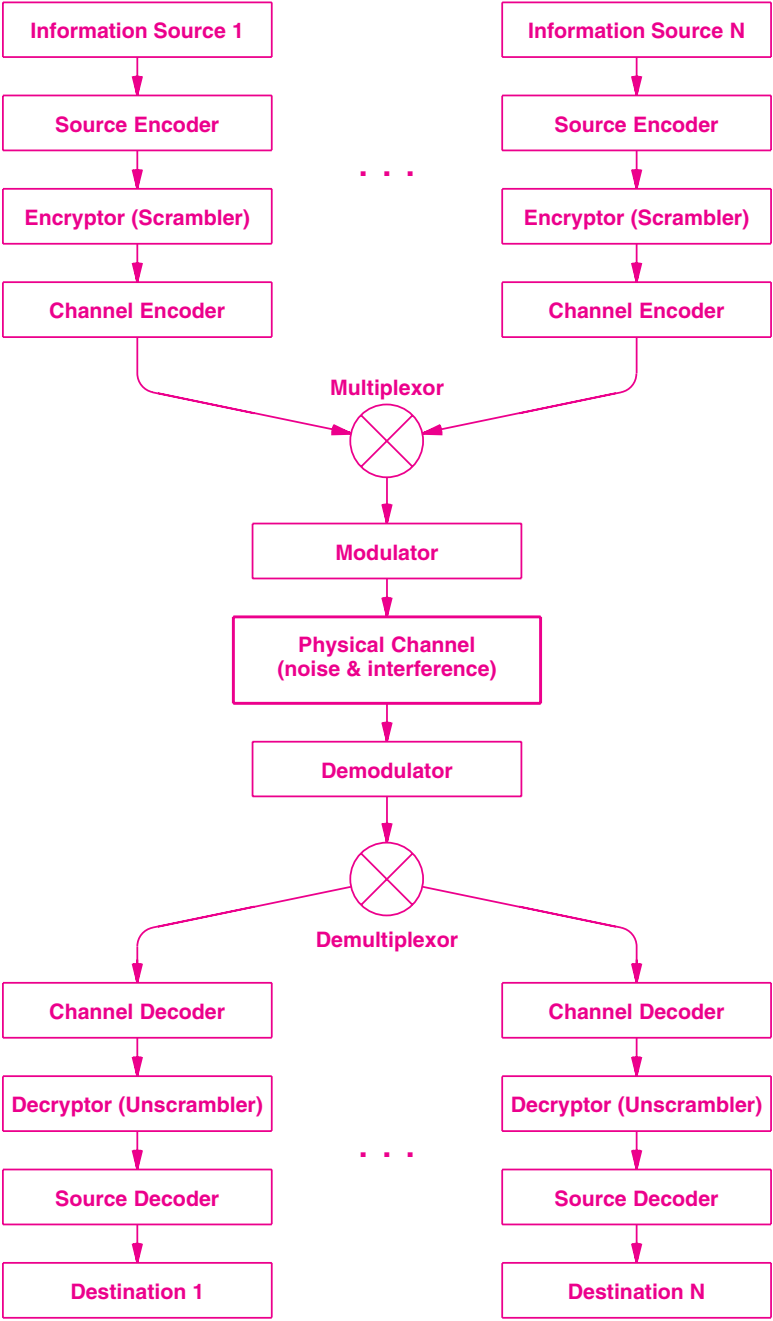 Information Source 1
Information Source N
Source Encoder
Source Encoder
. . .
Encryptor (Scrambler)
Encryptor (Scrambler)
Channel Encoder
Channel Encoder
Multiplexor
Modulator
Physical Channel
(noise & interference)
Demodulator
Demultiplexor
Channel Decoder
Channel Decoder
Decryptor (Unscrambler)
Decryptor (Unscrambler)
. . .
Source Decoder
Source Decoder
Destination 1
Destination N